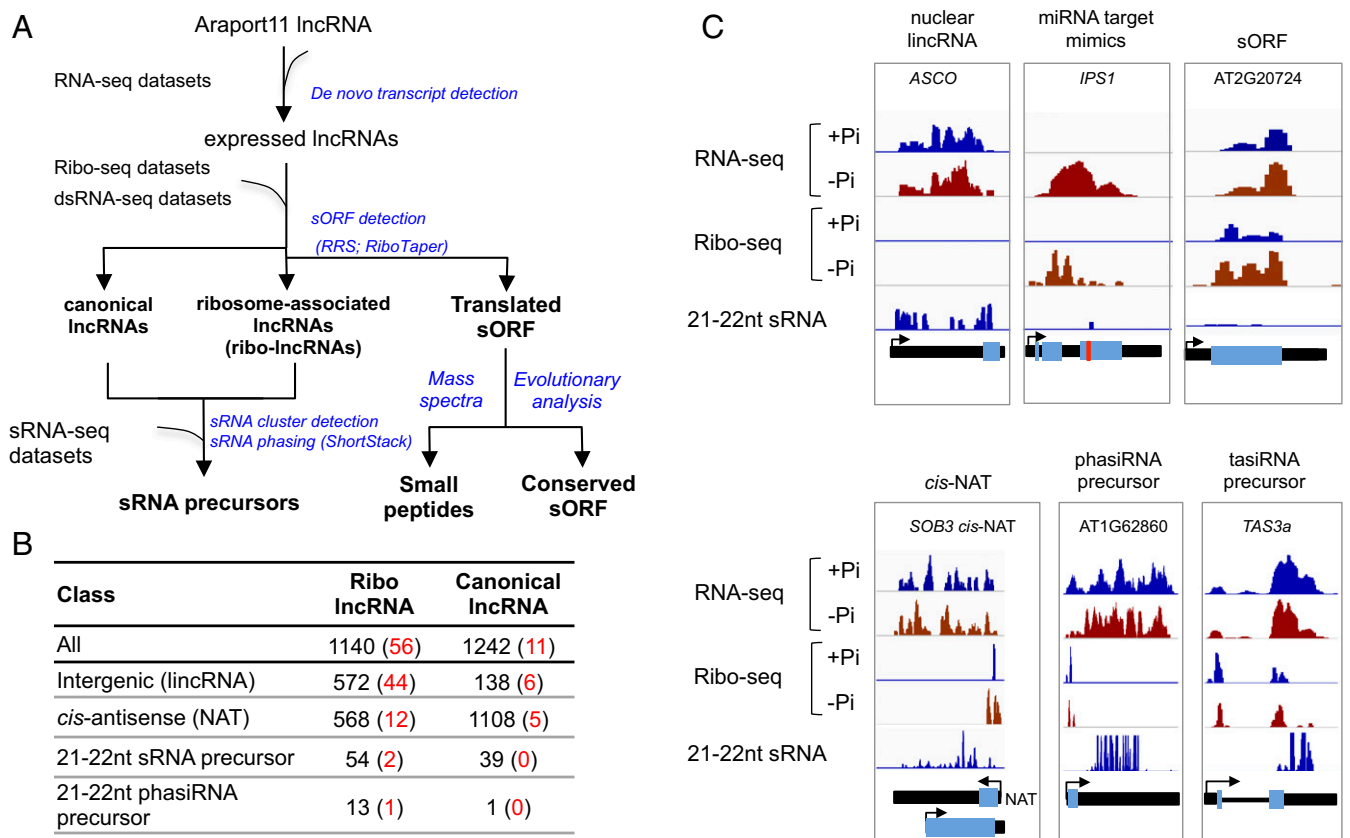 A
Araport11 lncRNA
RNA-seq datasets
De novo transcript detection
expressed lncRNAs
Ribo-seq datasets
dsRNA-seq datasets
sORF detection
(RRS; RiboTaper)
canonical
lncRNAs
ribosome-associated
lncRNAs
(ribo-lncRNAs)
Translated
sORF
Mass
spectra
Evolutionary
analysis
sRNA-seq
datasets
sRNA cluster detection
sRNA phasing (ShortStack)
sRNA precursors
Small
peptides
Conserved
sORF
B
Class Ribo lncRNA Canonical lncRNA
All 1140 (56) 1242 (11)
Intergenic (lincRNA) 572 (44) 138 (6)
cis-antisense (NAT) 568 (12) 1108 (5)
21-22nt sRNA precursor 54 (2) 39 (0)
21-22nt phasiRNA
precursor 13 (1) 1 (0)
C
nuclear
lincRNA
miRNA target
mimics
sORF
ASCO
IPS1
AT2G20724
RNA-seq
+Pi
-Pi
Ribo-seq
+Pi
-Pi
21-22nt sRNA
cis-NAT
phasiRNA
precursor
tasiRNA
precursor
SOB3 cis-NAT
AT1G62860
TAS3a
RNA-seq
+Pi
-Pi
Ribo-seq
+Pi
-Pi
21-22nt sRNA
NAT